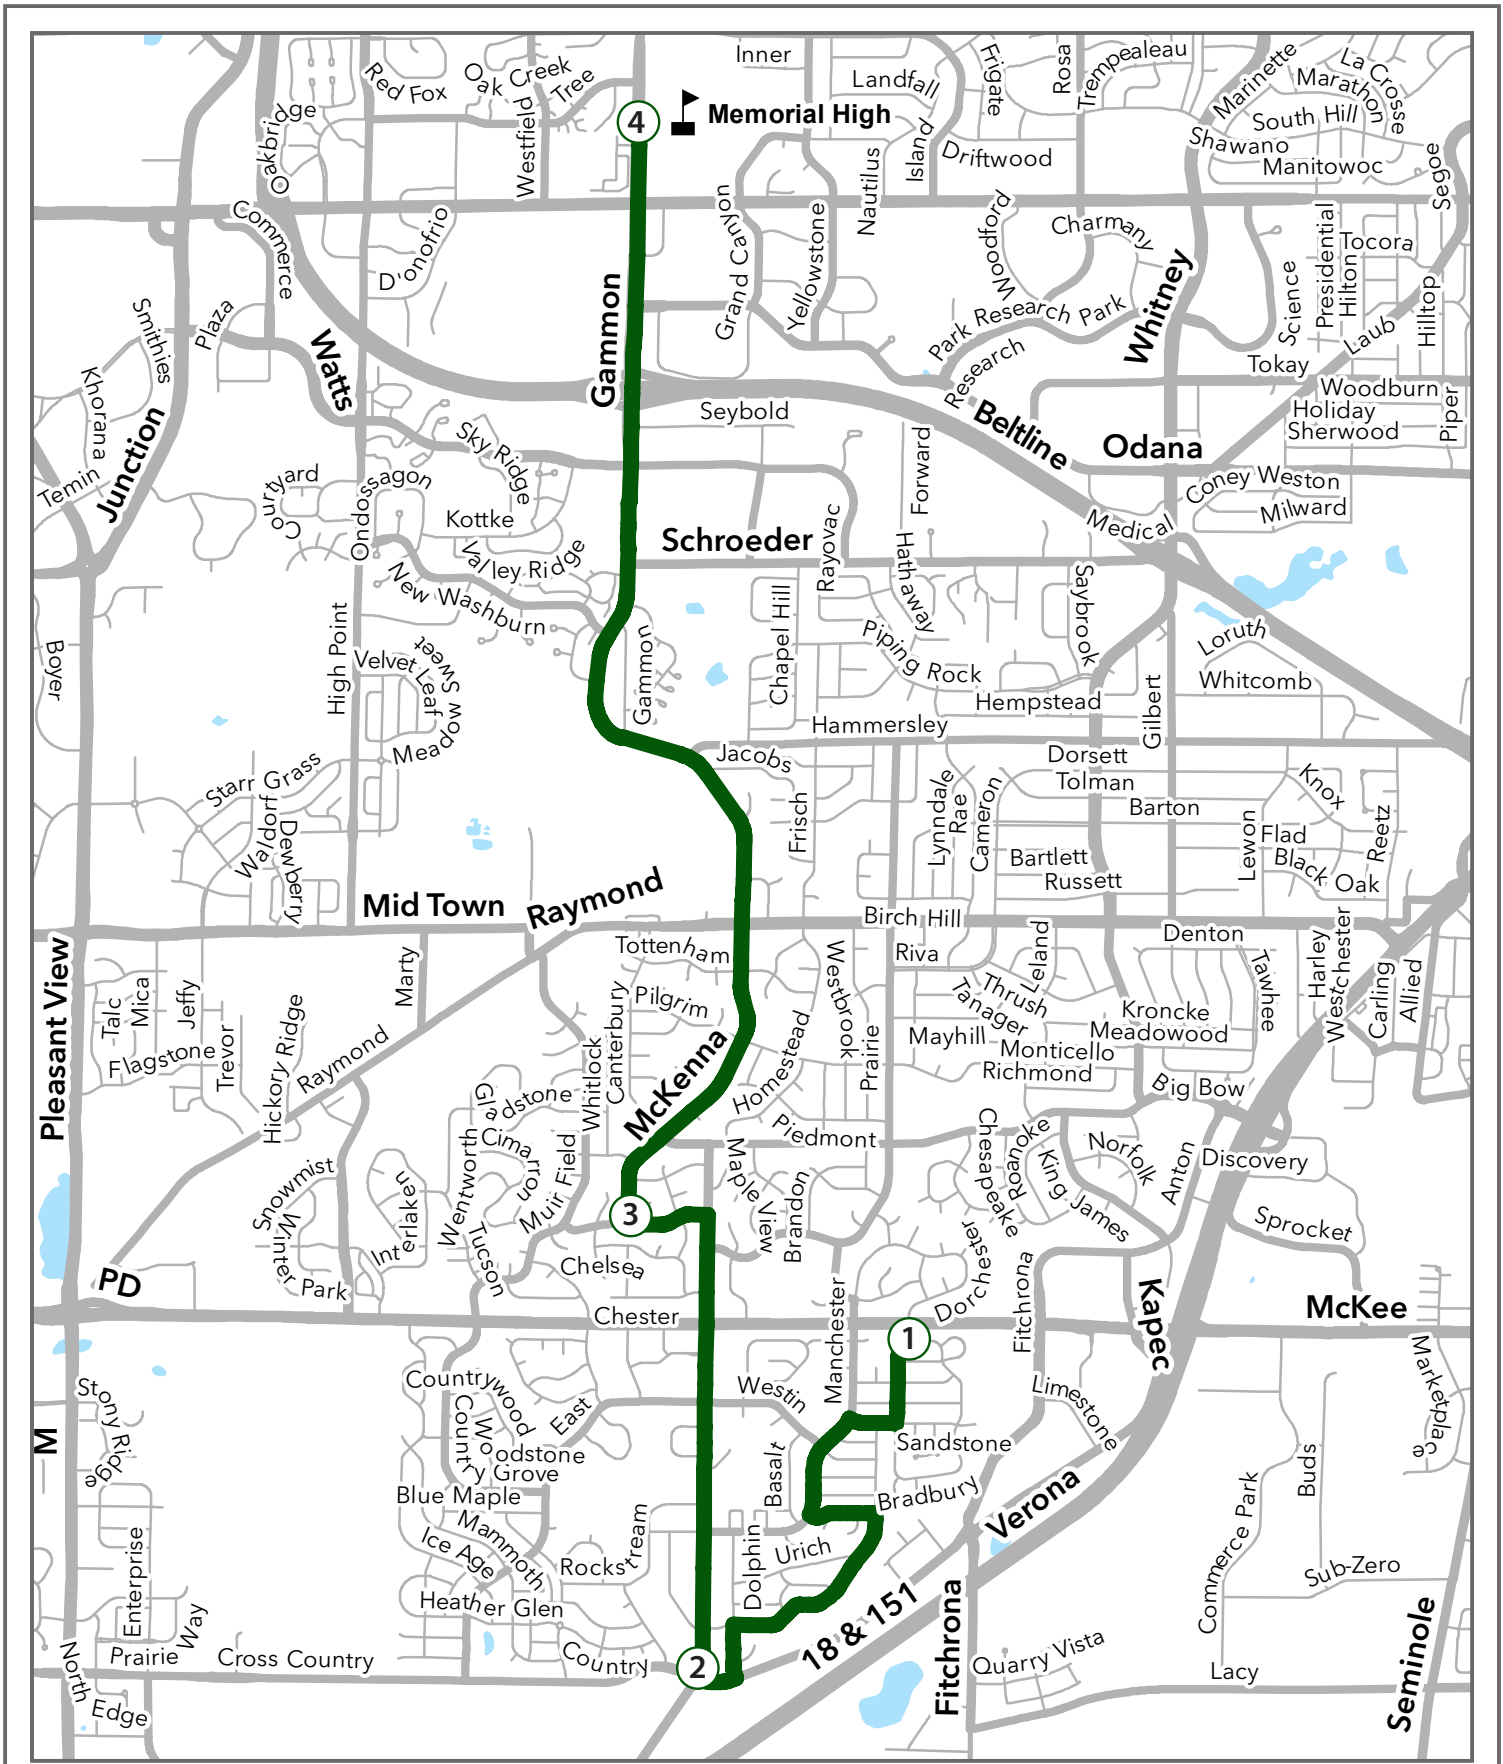 Inner
Rosa
Trempealeau
Frigate
Marinette
La Crosse
Marathon
Red Fox
Oak Creek
Tree
Landfall
Oakbridge
Westfield
4
Memorial High
South Hill
Shawano
Manitowoc
Segoe
Nautilus
Island
Driftwood
Commerce
D'onofrio
Grand Canyon
Yellowstone
Woodford
Charmany
Whitney
Science
Presidential
Hilton
Tocora
Hilltop
Smithies
Plaza
Watts
Gammon
Park
Research Park
Research
Laub
Tokay
Woodburn
Holiday
Sherwood
Piper
Khorana
Junction
Temin
Seybold
Beltline
Odana
Sky Ridge
Forward
Coney Weston
Milward
Courtyard
Ondossagon
Kottke
Medical
Schroeder
Valley Ridge
New Washburn
Rayovac
Hathaway
Saybrook
Boyer
High Point
Sweet Meadow
Velvet Leaf
Gammon
Chapel Hill
Piping Rock
Loruth
Whitcomb
Hempstead
Gilbert
Hammersley
Jacobs
Dorsett
Tolman
Barton
Knox
Starr Grass
Waldorf
Dewberry
Frisch
Lynndale
Rae
Cameron
Lewon
Flad
Reetz
Black Oak
Bartlett
Russett
Mid Town
Raymond
Birch Hill
Denton
Riva
Leland
Harley
Westchester
Tottenham
Pleasant View
Marty
Talc
Mica
Jeffy
Westbrook
Tawhee
Carling
Allied
Pilgrim
Canterbury
Thrush
Tanager
Kroncke
Meadowood
Mayhill
Monticello
Richmond
Flagstone
Trevor
Hickory Ridge
Raymond
Whitlock
McKenna
Homestead
Prairie
Big Bow
Gladstone
Piedmont
Cimarron
Wentworth
Muir Field
Maple View
Brandon
Chesapeake
Roanoke
King James
Norfolk
Anton
Discovery
Snowmist
Winter Park
Interlaken
Tucson
3
Sprocket
PD
Chelsea
Dorchester
Fitchrona
Kapec
McKee
Chester
Manchester
1
Marketplace
Countrywood
Westin
Limestone
Stony Ridge
M
East
Woodstone
Country Grove
Sandstone
Basalt
Buds
Blue Maple
Bradbury
Verona
Commerce Park
Mammoth
Ice Age
Rockstream
Dolphin
Urich
Sub-Zero
Enterprise
Heather Glen
18 & 151
Fitchrona
Prairie
Way
Cross Country
Country
2
Quarry Vista
Lacy
Seminole
North
Edge